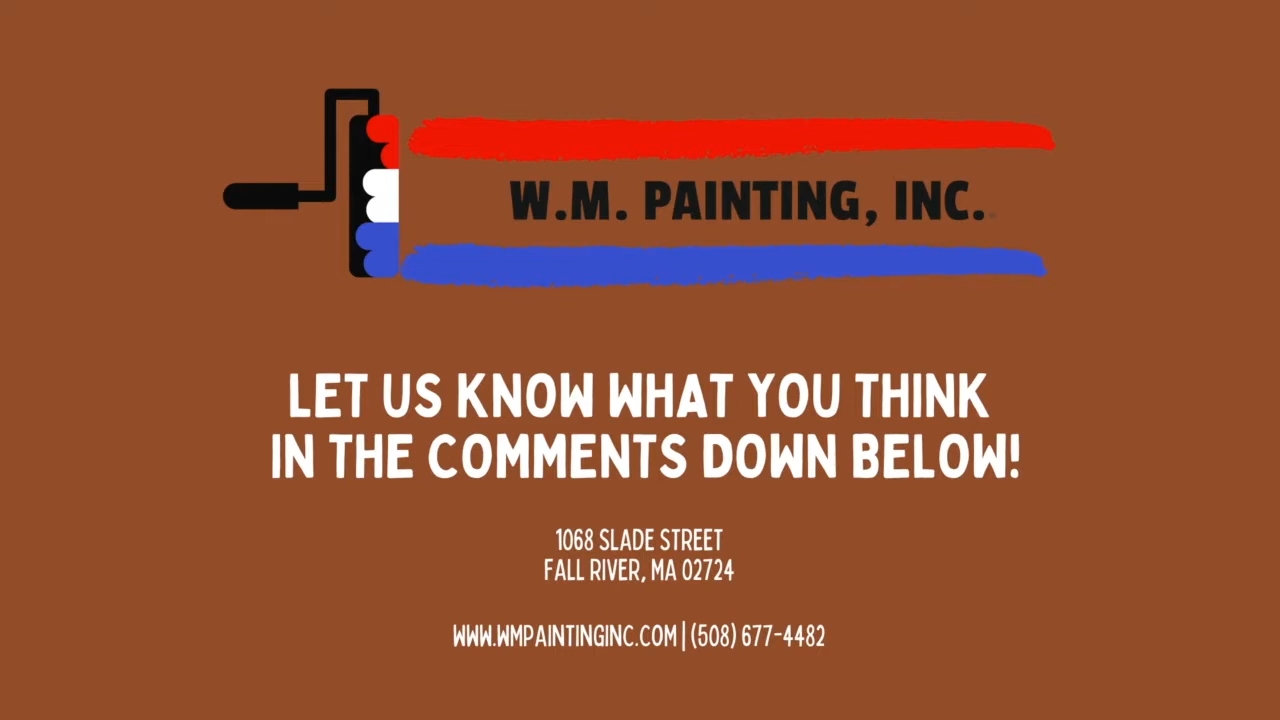 W.M. PAINTING, INC.
LET US KNOW WHAT YOU THINK
IN THE COMMENTS DOWN BELOW!
1068 SLADE STREET
FALL RIVER, MA 02724
WWW.WMPAINTINGINC.COM | (508) 677-4482